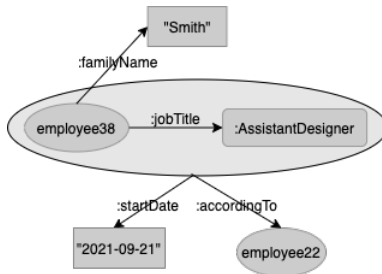 "Smith"
:familyName
employee38
:jobTitle
:AssistantDesigner
:startDate
:accordingTo
"2021-09-21"
employee22